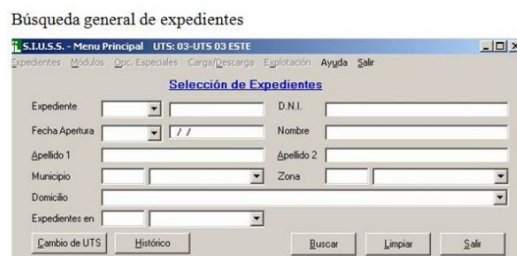 Búsqueda general de expedientes
S.I.U.S.S. - Menu Principal UTS: 03-UTS 03 ESTE
Expedientes Módulos Opc. Especiales Carga/Descarga Explotación Ayuda Salir
Selección de Expedientes
Expediente D.N.I.
Fecha Apertura / / Nombre
Apellido 1 Apellido 2
Municipio Zona
Domicilio
Expedientes en
Cambio de UTS Histórico Buscar Limpiar Salir